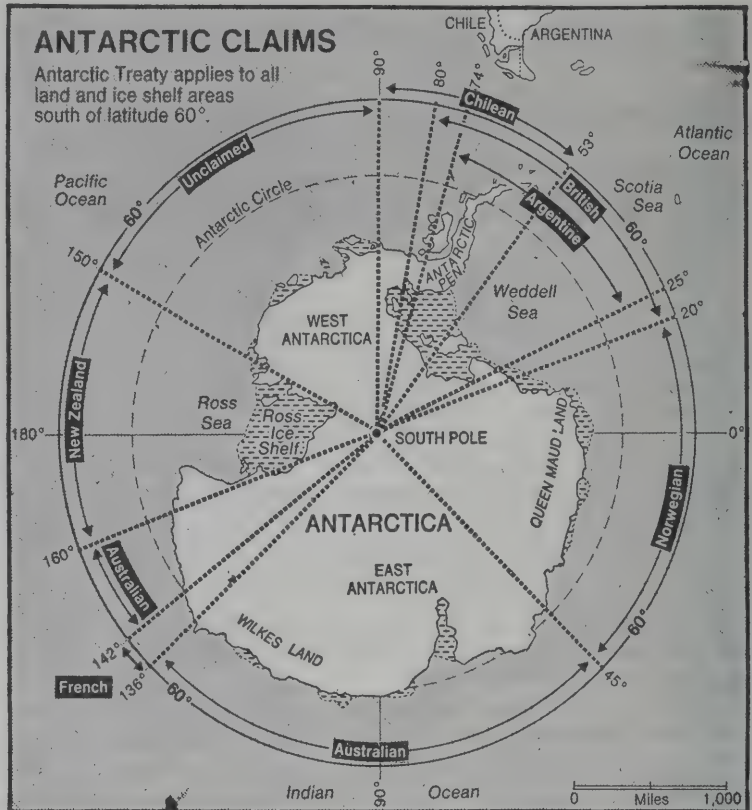 ANTARCTIC CLAIMS
Antarctic Treaty applies to all
land and ice shelf areas
south of latitude 60°.
CHILE
ARGENTINA
90°
80°
74°
Chilean
53°
Atlantic
Ocean
Unclaimed
British
Scotia
Sea
Pacific
Ocean
60°
Antarctic Circle
Argentine
60°
150°
ANTARCTIC
PEN.
25°
20°
Weddell
Sea
WEST
ANTARCTICA
New Zealand
Ross
Sea
Ross
Ice
Shelf
180°
SOUTH POLE
0°
QUEEN MAUD LAND
Norwegian
ANTARCTICA
160°
Australian
EAST
ANTARCTICA
WILKES LAND
142°
French
136°
60°
60°
45°
Australian
90°
Indian
Ocean
0
Miles
1,000